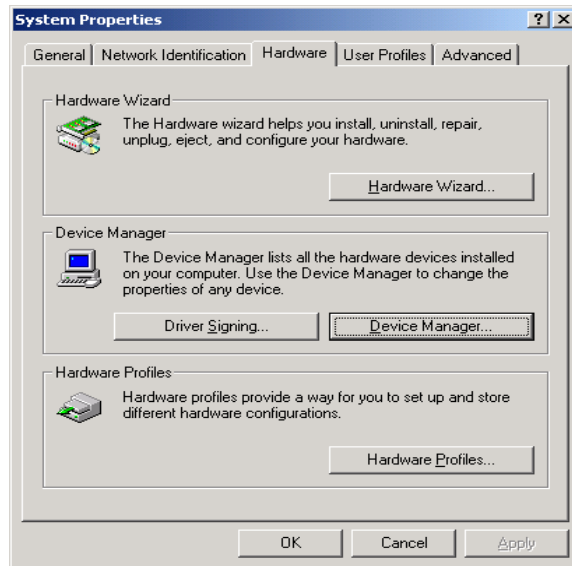 System Properties
General
Network Identification
Hardware
User Profiles
Advanced
Hardware Wizard
The Hardware wizard helps you install, uninstall, repair,
unplug, eject, and configure your hardware.
Hardware Wizard...
Device Manager
The Device Manager lists all the hardware devices installed
on your computer. Use the Device Manager to change the
properties of any device.
Driver Signing...
Device Manager...
Hardware Profiles
Hardware profiles provide a way for you to set up and store
different hardware configurations.
Hardware Profiles...
OK
Cancel
Apply